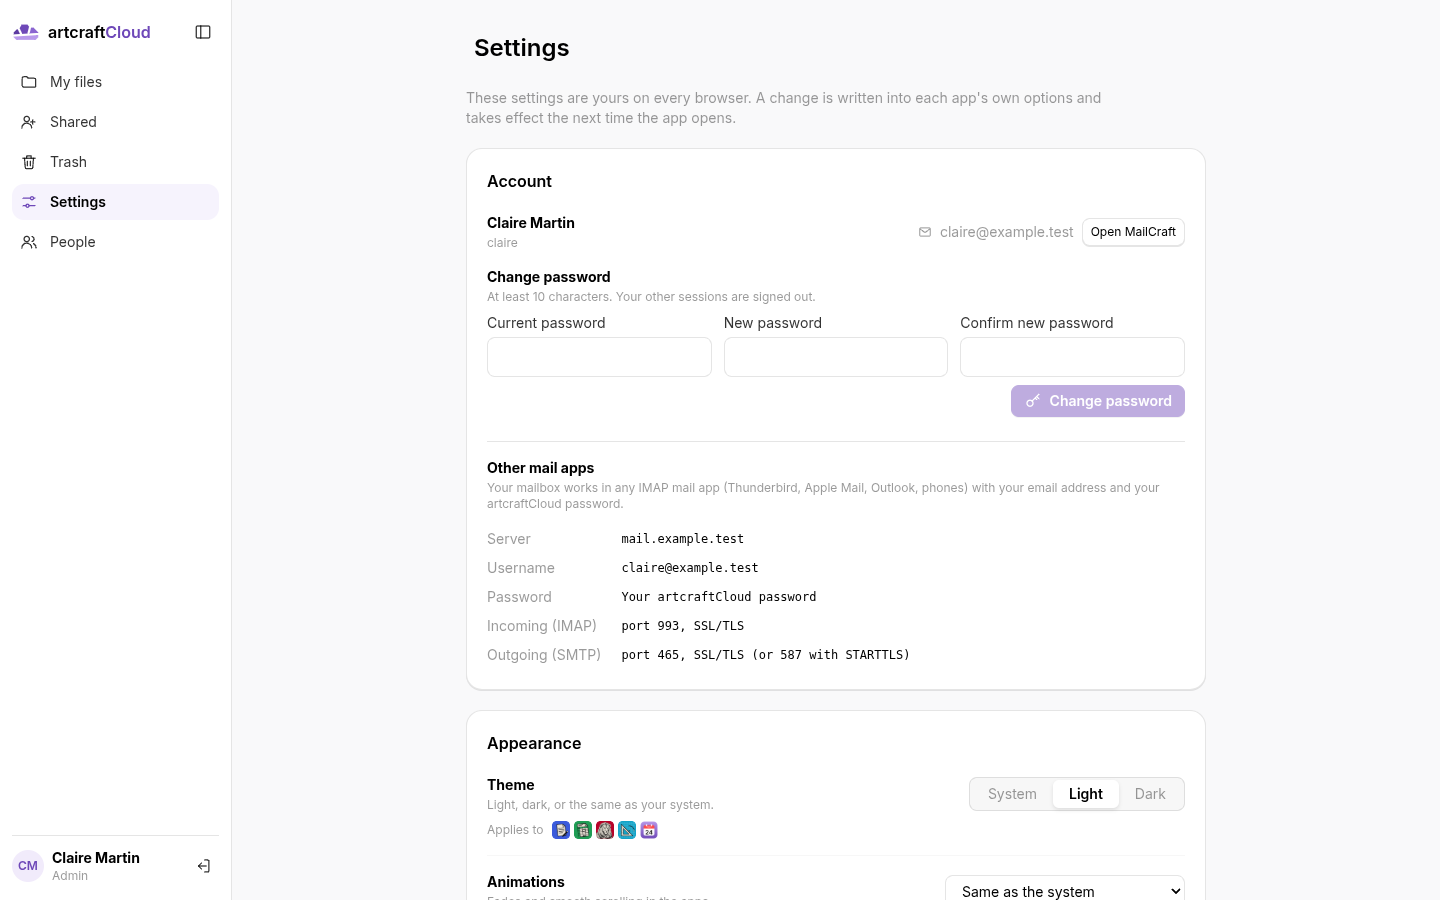 artcraftCloud
My files
Shared
Trash
Settings
People
Claire Martin
Admin
CM
Settings
These settings are yours on every browser. A change is written into each app's own options and
takes effect the next time the app opens.
Account
Claire Martin
claire
claire@example.test
Open MailCraft
Change password
At least 10 characters. Your other sessions are signed out.
Current password
New password
Confirm new password
Change password
Other mail apps
Your mailbox works in any IMAP mail app (Thunderbird, Apple Mail, Outlook, phones) with your email address and your
artcraftCloud password.
Server mail.example.test
Username claire@example.test
Password Your artcraftCloud password
Incoming (IMAP) port 993, SSL/TLS
Outgoing (SMTP) port 465, SSL/TLS (or 587 with STARTTLS)
Appearance
Theme
Light, dark, or the same as your system.
System Light Dark
Applies to
24
Animations
Same as the system